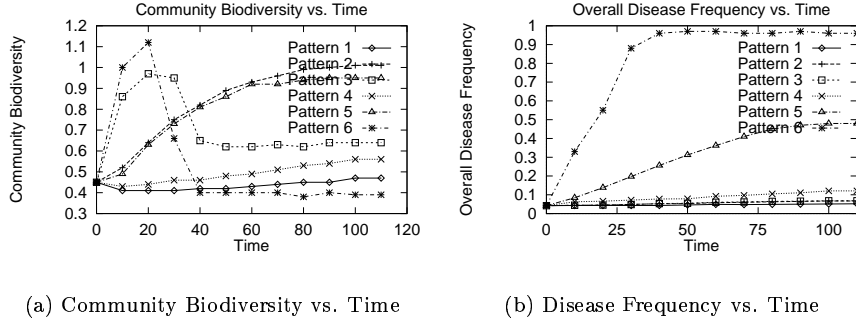 Community Biodiversity vs. Time
Community Biodiversity
1.2
1.1
1
0.9
0.8
0.7
0.6
0.5
0.4
0.3
0 20 40 60 80 100 120
Time
Pattern 1
Pattern 2
Pattern 3
Pattern 4
Pattern 5
Pattern 6
(a) Community Biodiversity vs. Time
Overall Disease Frequency vs. Time
Overall Disease Frequency
1
0.9
0.8
0.7
0.6
0.5
0.4
0.3
0.2
0.1
0
0 25 50 75 100
Time
Pattern 1
Pattern 2
Pattern 3
Pattern 4
Pattern 5
Pattern 6
(b) Disease Frequency vs. Time